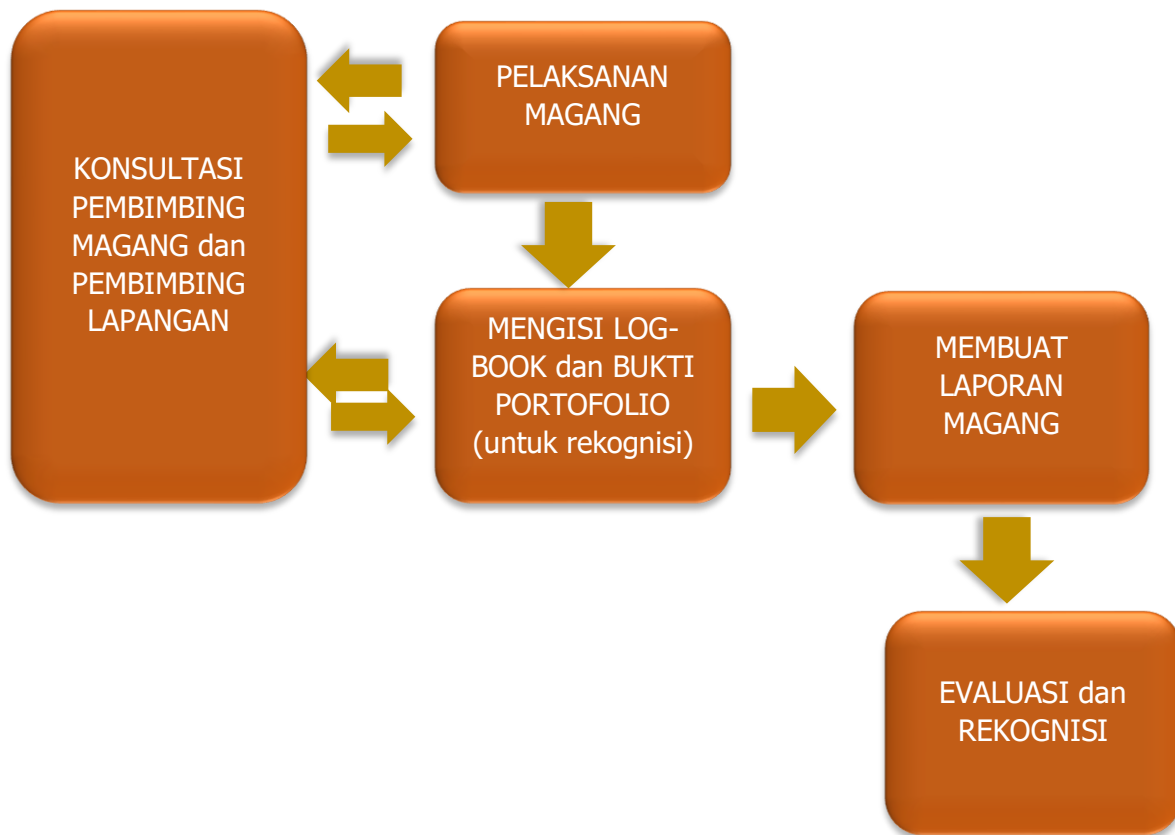 KONSULTASI
PEMBIMBING
MAGANG dan
PEMBIMBING
LAPANGAN
PELAKSANAN
MAGANG
MENGISI LOG-
BOOK dan BUKTI
PORTOFOLIO
(untuk rekognisi)
MEMBUAT
LAPORAN
MAGANG
EVALUASI dan
REKOGNISI